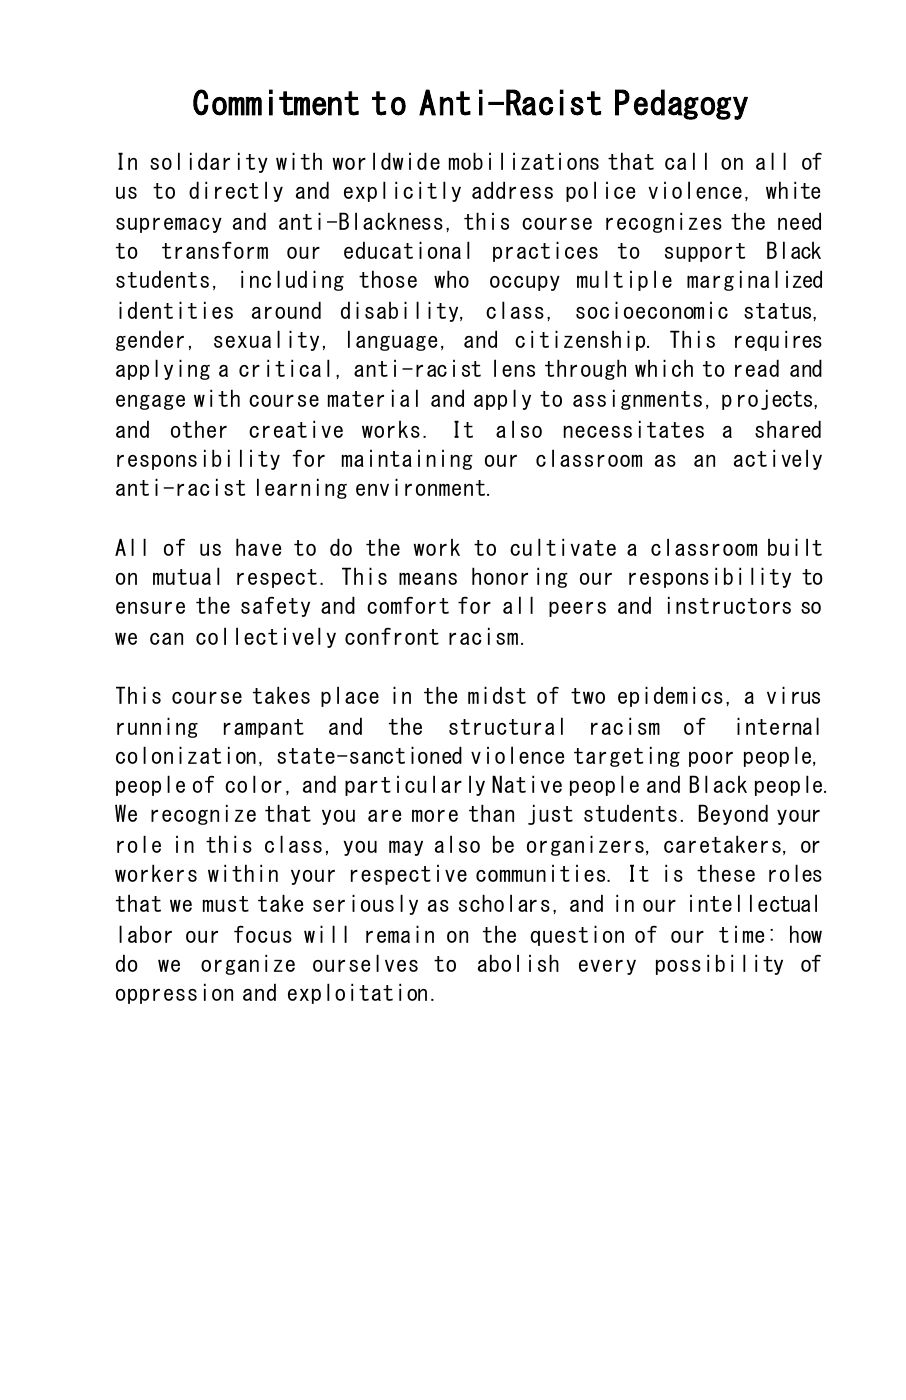 Commitment to Anti-Racist Pedagogy
In solidarity with worldwide mobilizations that call on all of
us to directly and explicitly address police violence, white
supremacy and anti-Blackness, this course recognizes the need
to transform our educational practices to support Black
students, including those who occupy multiple marginalized
identities around disability, class, socioeconomic status,
gender, sexuality, language, and citizenship. This requires
applying a critical, anti-racist lens through which to read and
engage with course material and apply to assignments, projects,
and other creative works. It also necessitates a shared
responsibility for maintaining our classroom as an actively
anti-racist learning environment.
All of us have to do the work to cultivate a classroom built
on mutual respect. This means honoring our responsibility to
ensure the safety and comfort for all peers and instructors so
we can collectively confront racism.
This course takes place in the midst of two epidemics, a virus
running rampant and the structural racism of internal
colonization, state-sanctioned violence targeting poor people,
people of color, and particularly Native people and Black people.
We recognize that you are more than just students. Beyond your
role in this class, you may also be organizers, caretakers, or
workers within your respective communities. It is these roles
that we must take seriously as scholars, and in our intellectual
labor our focus will remain on the question of our time: how
do we organize ourselves to abolish every possibility of
oppression and exploitation.